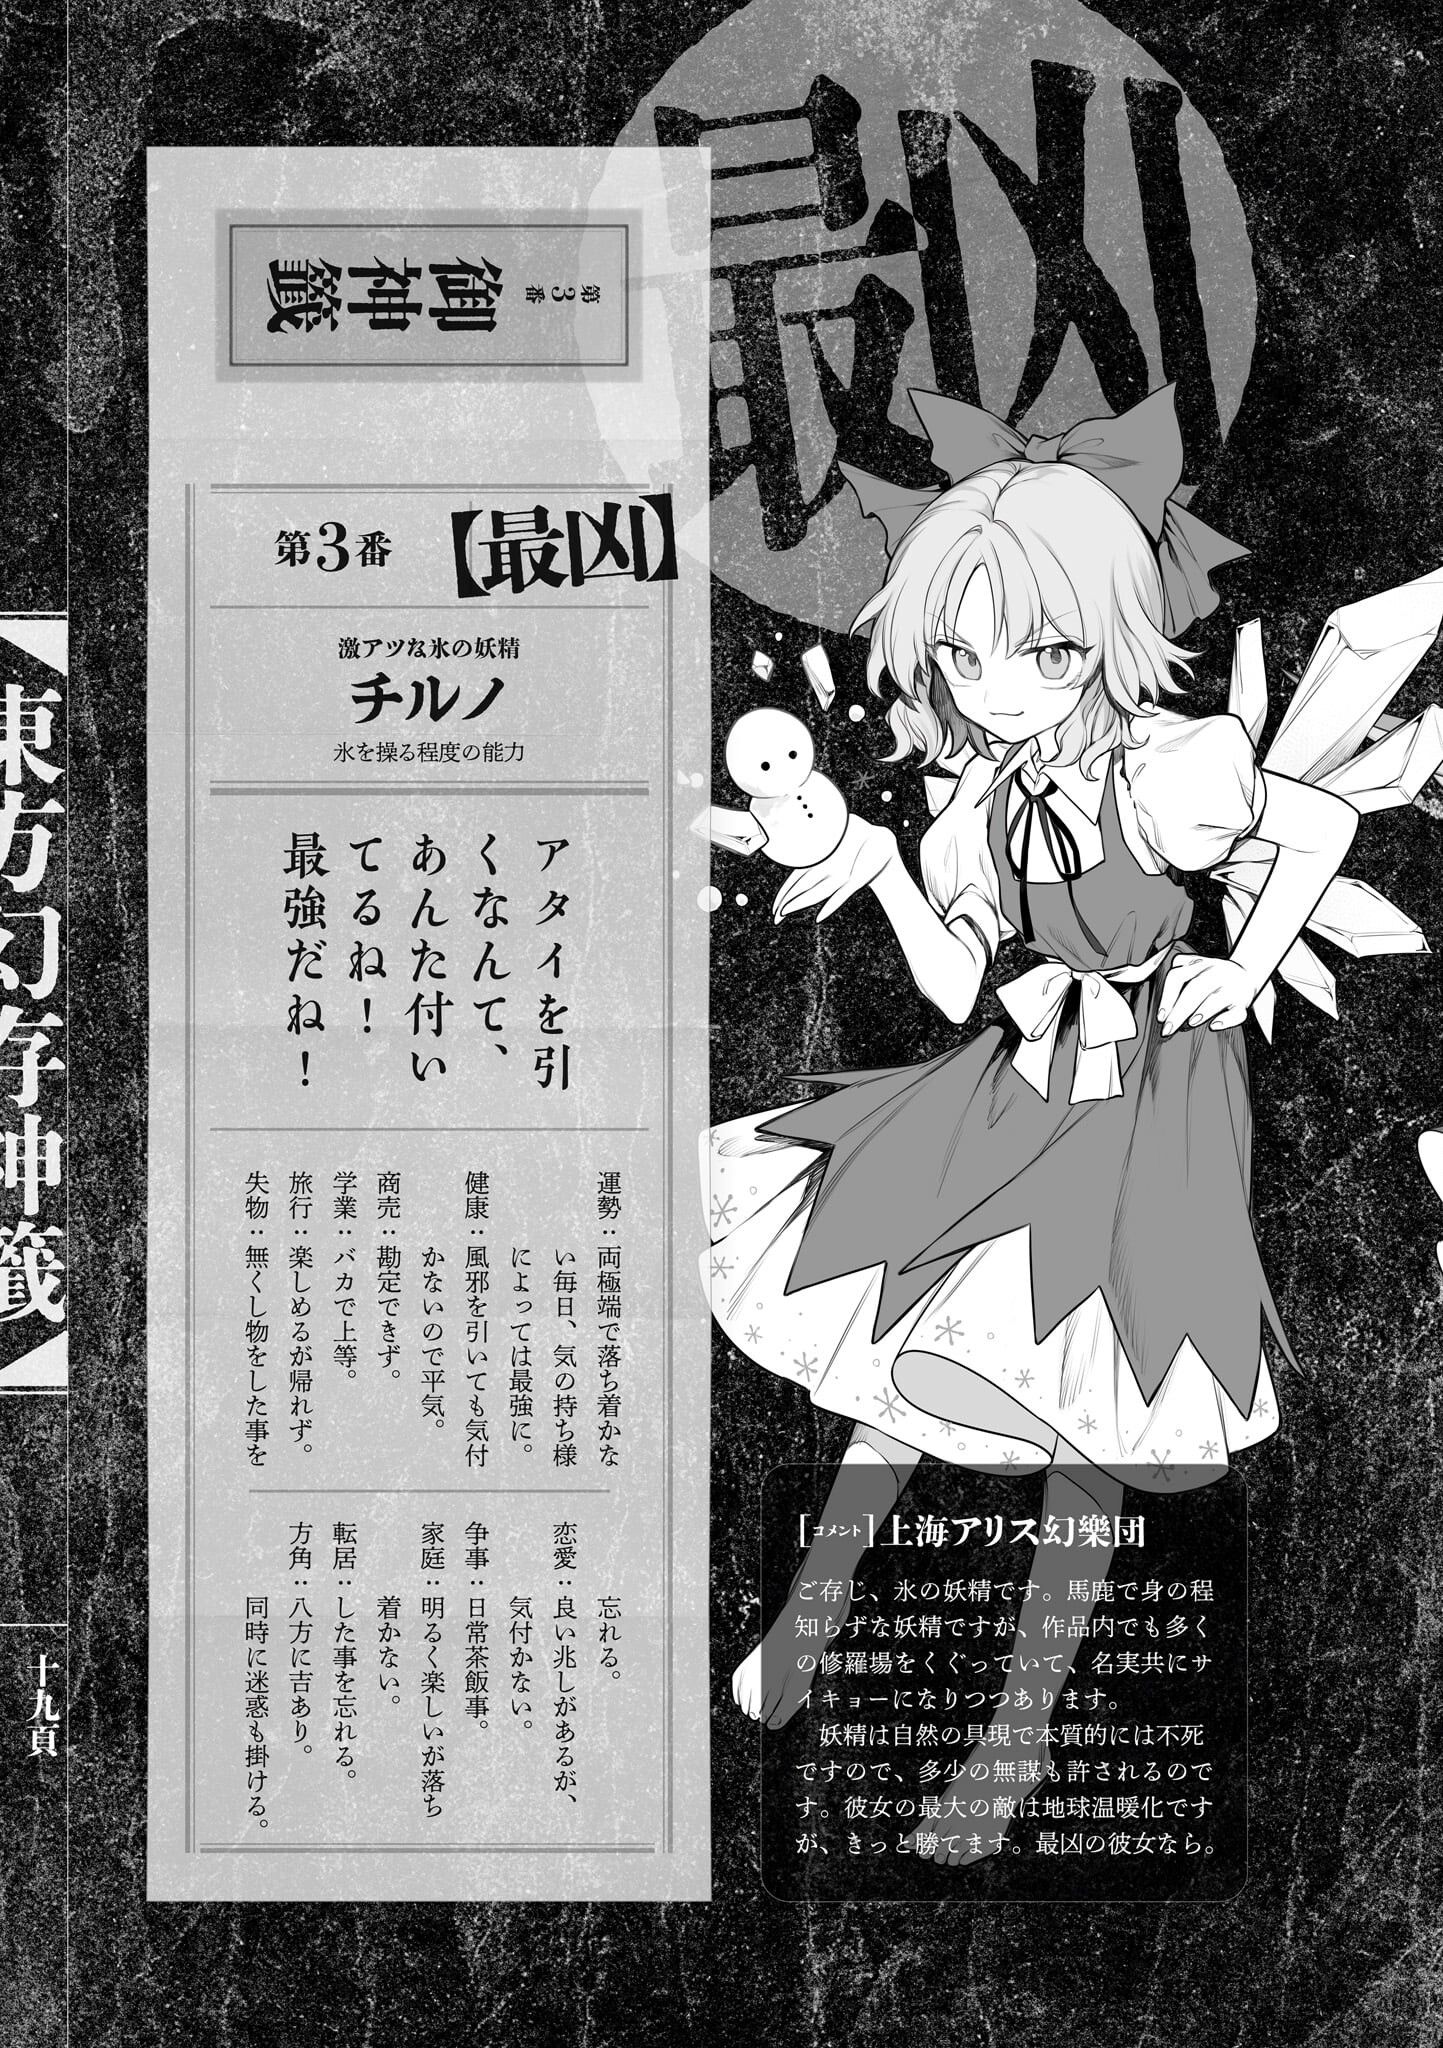 最凶
御神籤
第3番
第3番
【最凶】
激アツな氷の妖精
チルノ
氷を操る程度の能力
アタイを引
くなんて、
あんた付い
てるね！
最強だね！
運勢：両極端で落ち着かな
い毎日、気の持ち様
によっては最強に。
健康：風邪を引いても気付
かないので平気。
商売：勘定できず。
学業：バカで上等。
旅行：楽しめるが帰れず。
失物：無くし物をした事を
忘れる。
恋愛：良い兆しがあるが、
気付かない。
争事：日常茶飯事。
家庭：明るく楽しいが落ち
着かない。
転居：した事を忘れる。
方角：八方に吉あり。
同時に迷惑も掛ける。
［コメント］上海アリス幻樂団
ご存じ、氷の妖精です。馬鹿で身の程
知らずな妖精ですが、作品内でも多く
の修羅場をくぐっていて、名実共にサ
イキョーになりつつあります。
　妖精は自然の具現で本質的には不死
ですので、多少の無謀も許されるので
す。彼女の最大の敵は地球温暖化です
が、きっと勝てます。最凶の彼女なら。
【東方幻存神籤】
十九頁